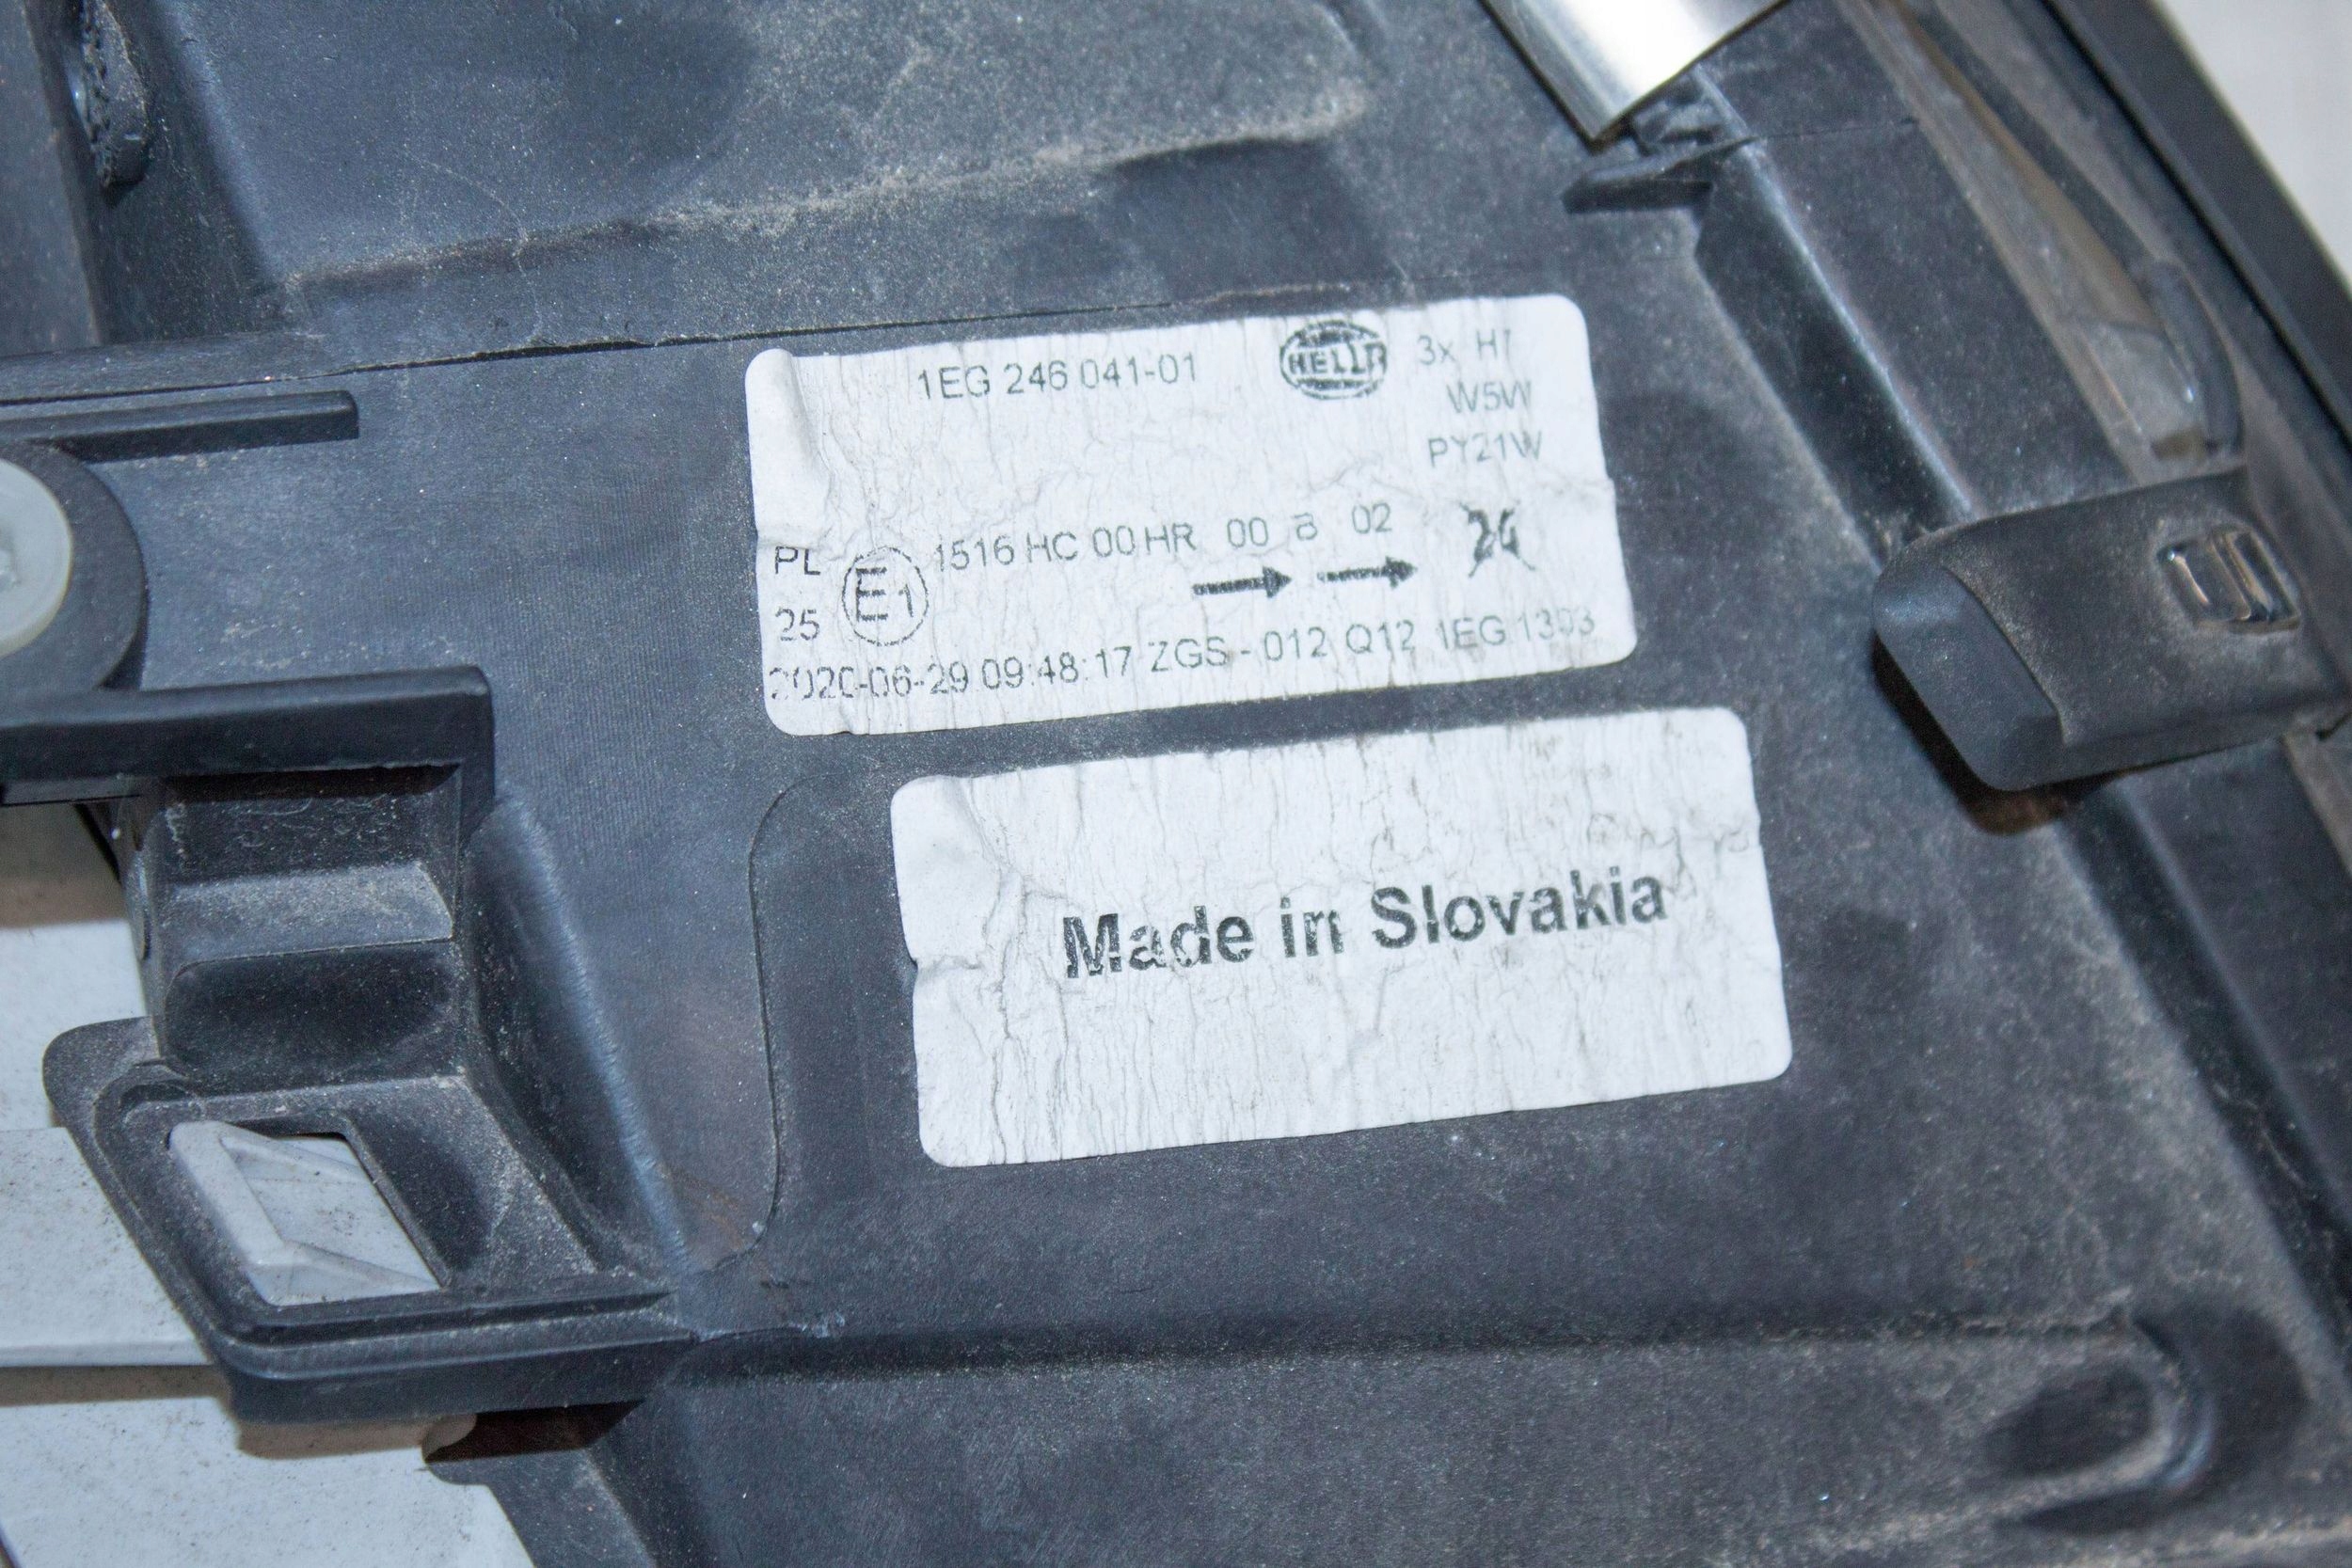 1EG 246 041-01 HELLA 3x H7
W5W
PY21W
PL E1 1516 HC 00 HR 00 B 02
25
2020-06-29 09:48:17 ZGS - 012 Q12 1EG 1303
Made in Slovakia